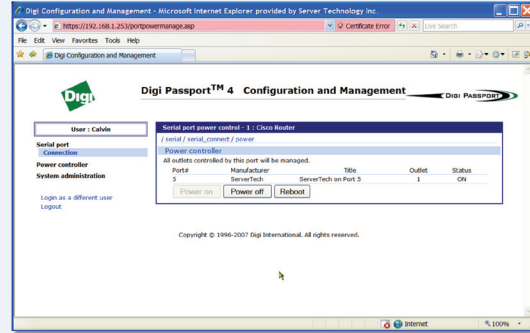 Digi Configuration and Management - Microsoft Internet Explorer provided by Server Technology Inc.
https://192.168.1.253/portpowermanage.asp
Certificate Error
Live Search
File Edit View Favorites Tools Help
Digi Configuration and Management
Digi
Digi Passport™ 4 Configuration and Management
DIGI PASSPORT
User : Calvin
Serial port power control - 1 : Cisco Router
/ serial / serial_connect / power
Serial port
Connection
Power controller
All outlets controlled by this port will be managed.
Power controller
System administration
Port# Manufacturer Title Outlet Status
3 ServerTech ServerTech on Port 3 1 ON
Power on Power off Reboot
Login as a different user
Logout
Copyright © 1996-2007 Digi International. All rights reserved.
Internet
100%